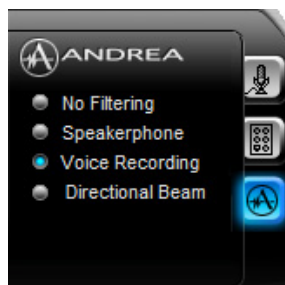 ANDREA
No Filtering
Speakerphone
Voice Recording
Directional Beam